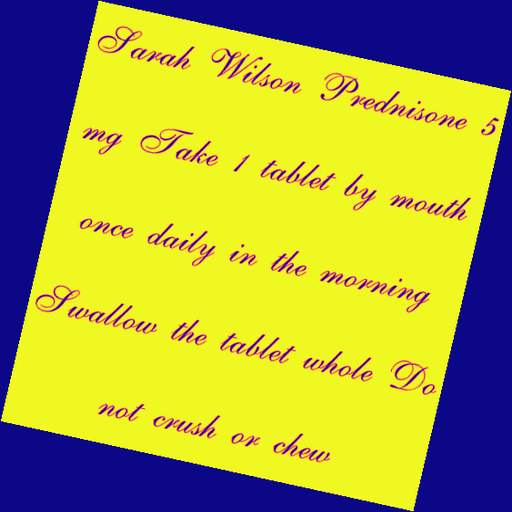 Sarah Wilson Prednisone 5
mg Take 1 tablet by mouth
once daily in the morning
Swallow the tablet whole Do
not crush or chew